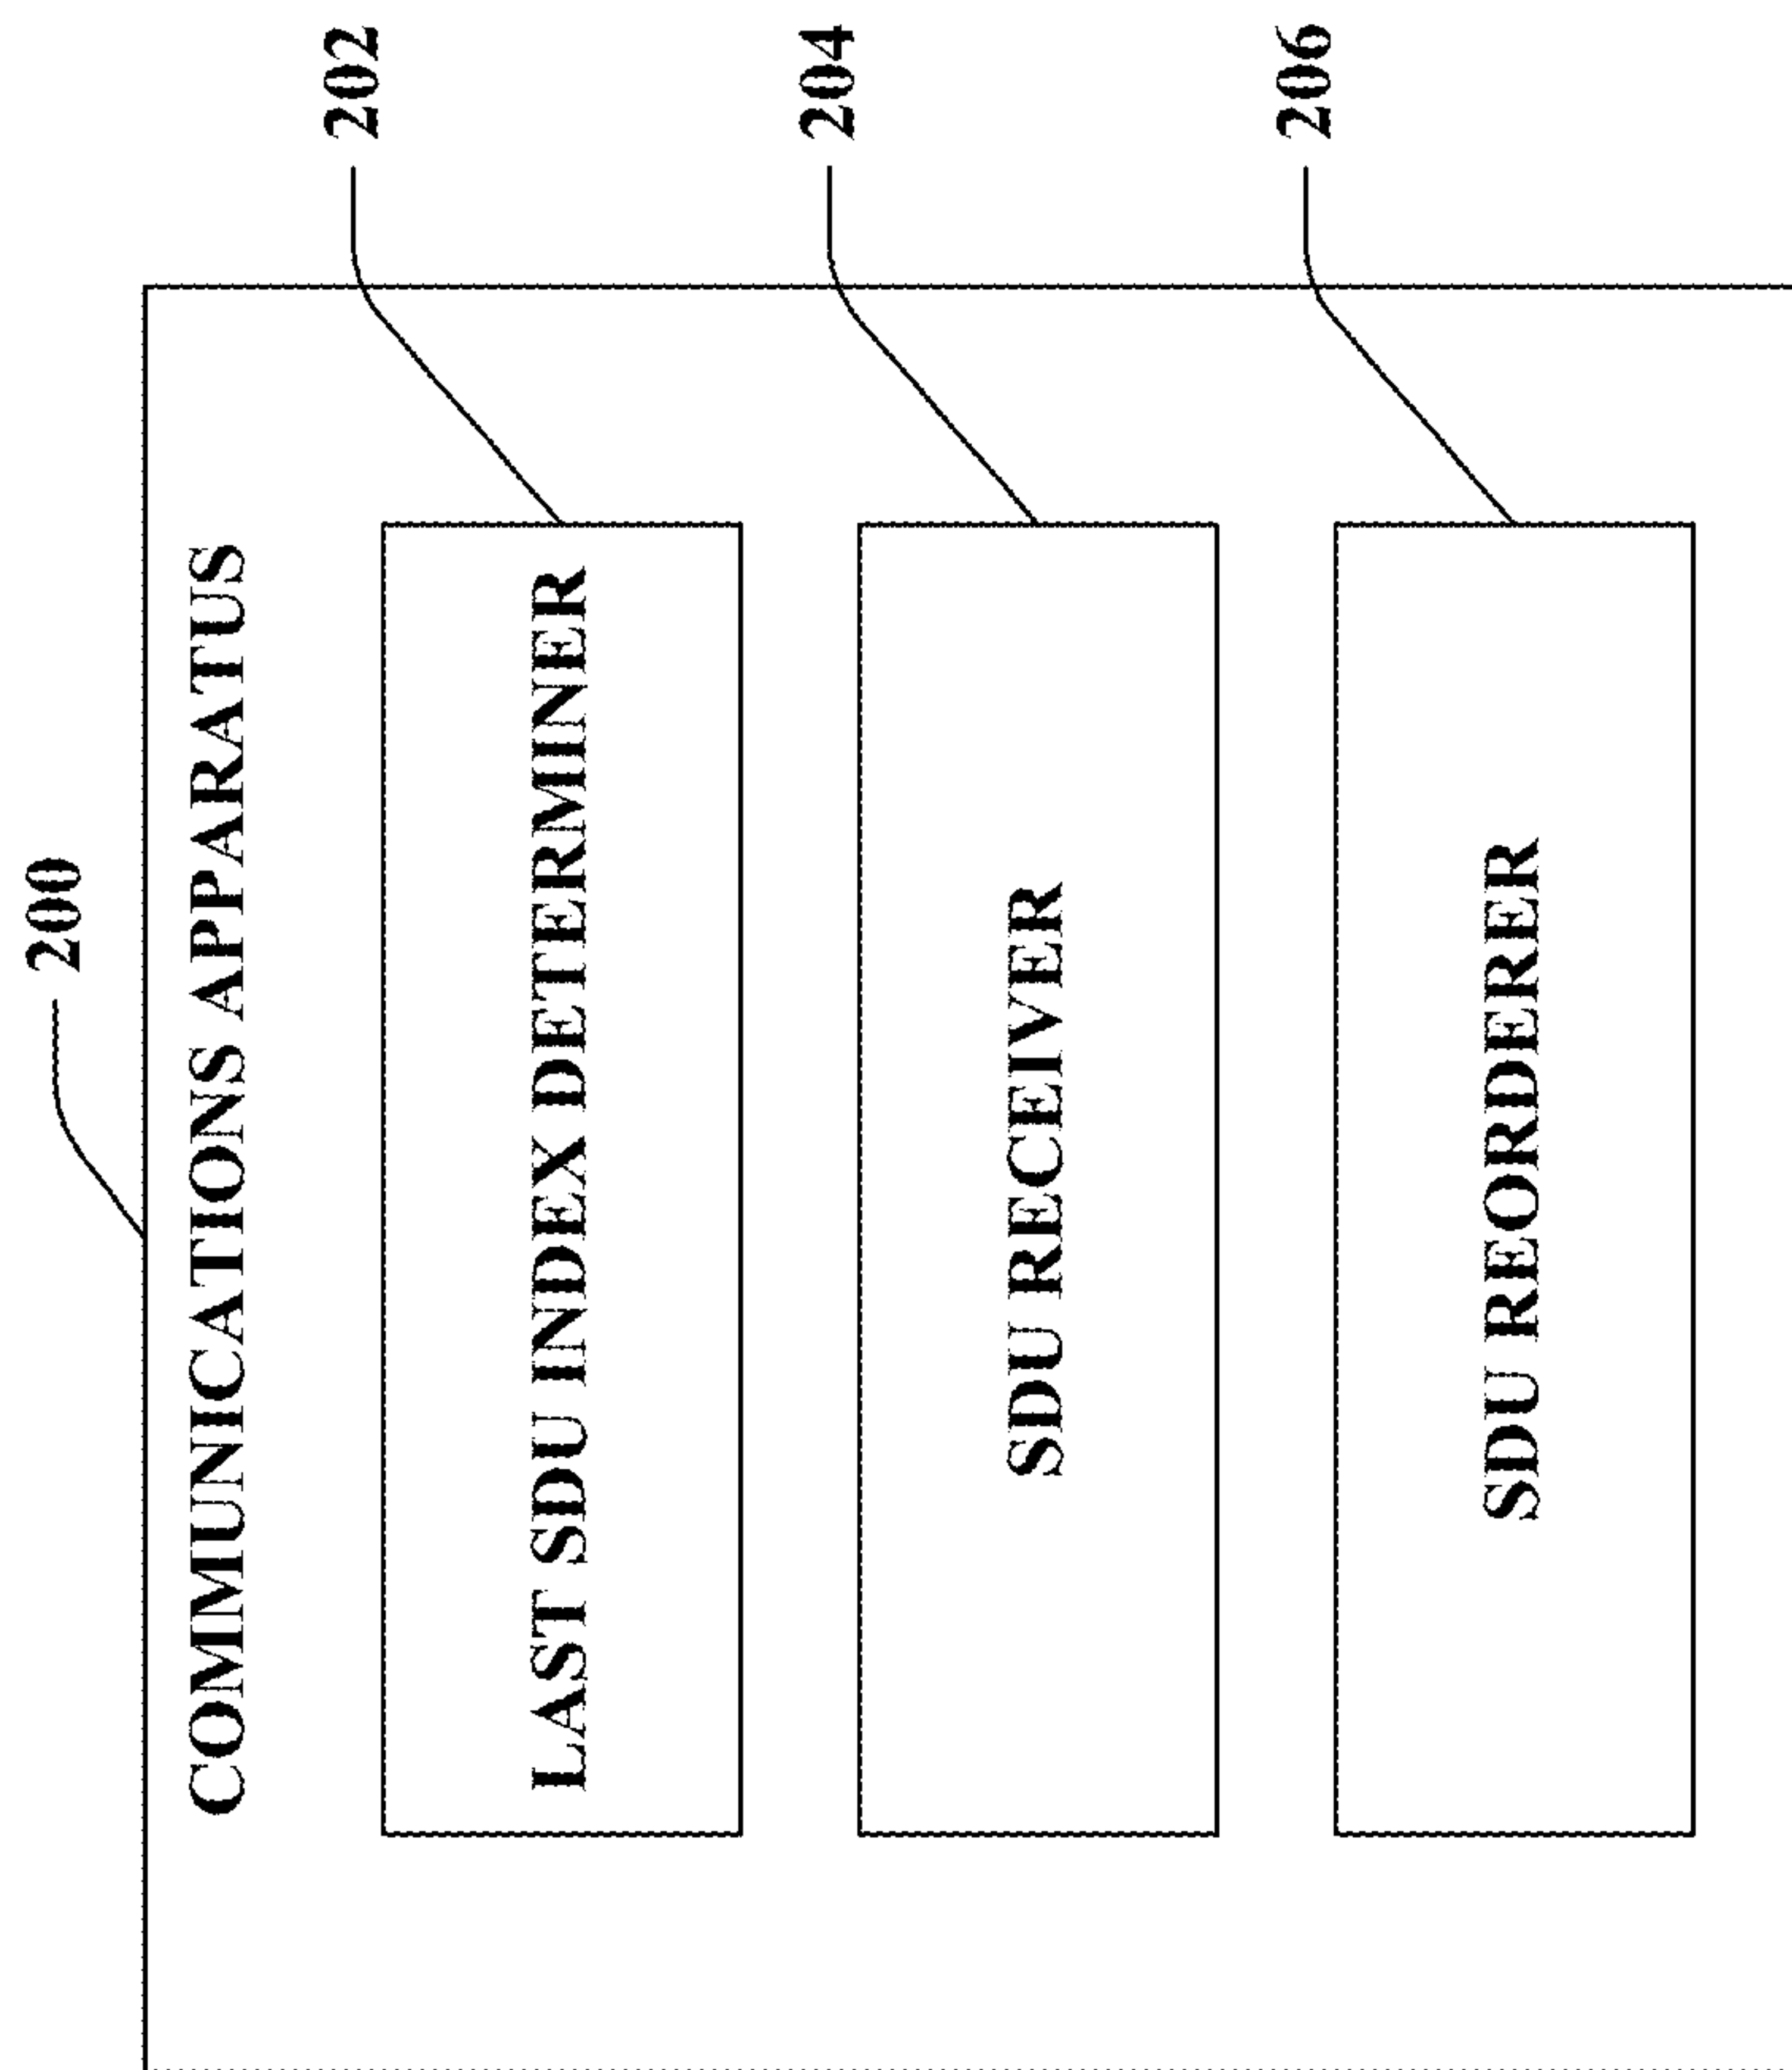 200
COMMUNICATIONS APPARATUS
202
LAST SDU INDEX DETERMINER
204
SDU RECEIVER
206
SDU REORDERER